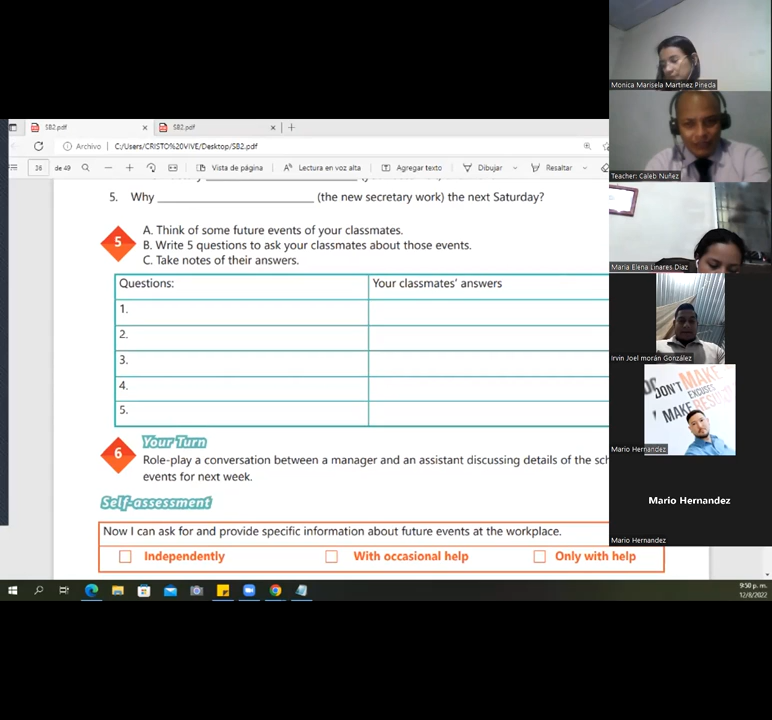 SB2.pdf
SB2.pdf
Archivo
C:/Users/CRISTO%20VIVE/Desktop/SB2.pdf
16 de 49
Vista de página
Lectura en voz alta
Agregar texto
Dibujar
Resaltar
5. Why ____________________ (the new secretary work) the next Saturday?
5
A. Think of some future events of your classmates.
B. Write 5 questions to ask your classmates about those events.
C. Take notes of their answers.
Questions: Your classmates' answers
1.
2.
3.
4.
5.
6
Your Turn
Role-play a conversation between a manager and an assistant discussing details of the sch
events for next week.
Self-assessment
Now I can ask for and provide specific information about future events at the workplace.
Independently With occasional help Only with help
9:50 p. m.
12/8/2022
Monica Marisela Martinez Pineda
Teacher: Caleb Nuñez
Maria Elena Linares Diaz
Irvin Joel morán González
DON'T MAKE
EXCUSES
MAKE RESULT
Mario Hernandez
Mario Hernandez
Mario Hernandez